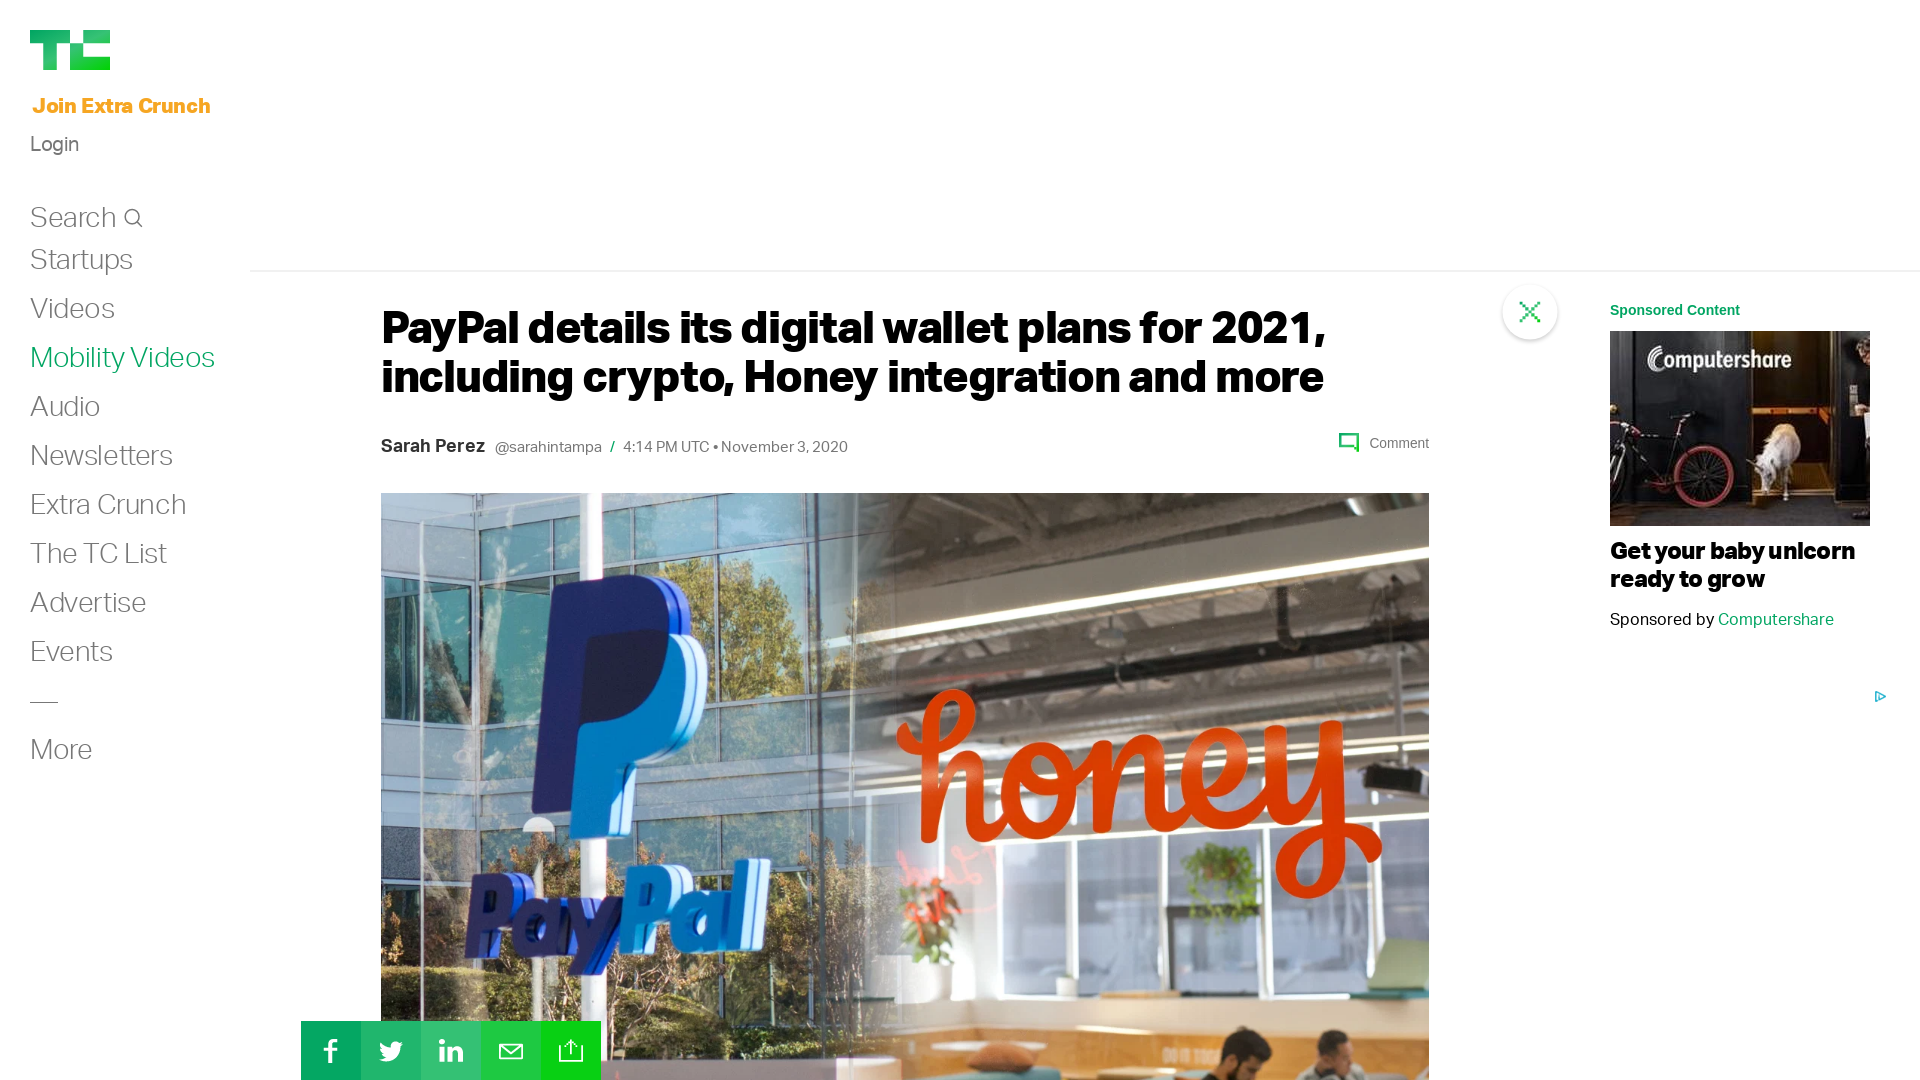 TC
Join Extra Crunch
Login
Search
Startups
Videos
Mobility Videos
Audio
Newsletters
Extra Crunch
The TC List
Advertise
Events
More
PayPal details its digital wallet plans for 2021,
including crypto, Honey integration and more
Sarah Perez @sarahintampa / 4:14 PM UTC • November 3, 2020
Comment
PayPal
honey
Sponsored Content
Computershare
Get your baby unicorn
ready to grow
Sponsored by Computershare